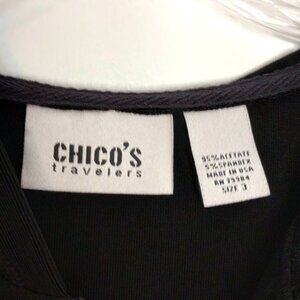 CHICO'S
travelers
95% ACETATE
5% SPANDEX
MADE IN USA
RN 79984
SIZE 3